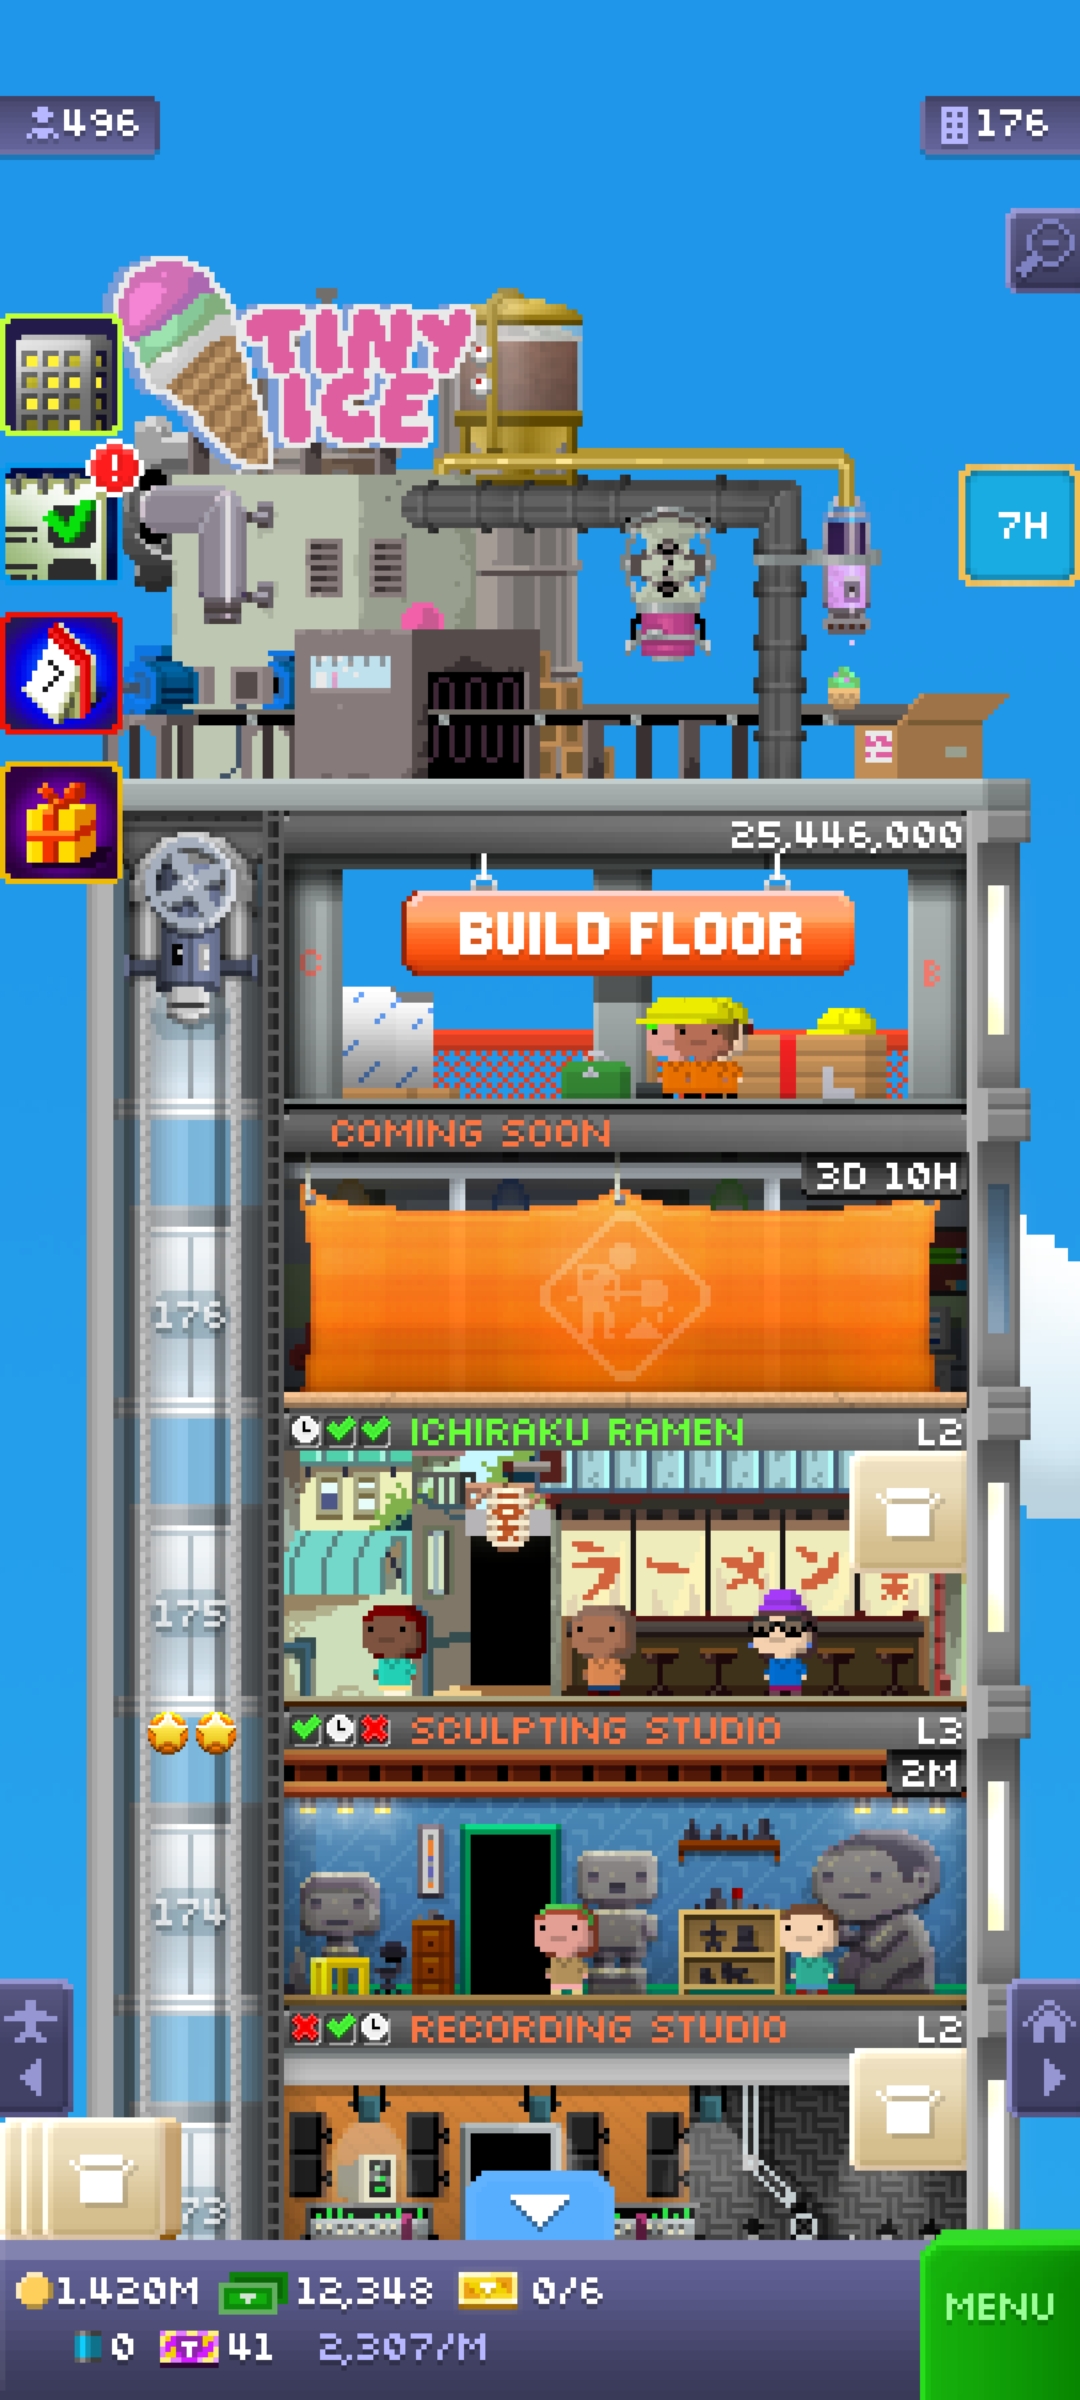 496
176
TINY
ICE
7H
25,446,000
BUILD FLOOR
C
B
COMING SOON
3D 10H
176
ICHIRAKU RAMEN
L2
ラーメン
175
SCULPTING STUDIO
L3
2M
174
RECORDING STUDIO
L2
73
1.420M
12,348
0/6
MENU
0
41
2,307/M